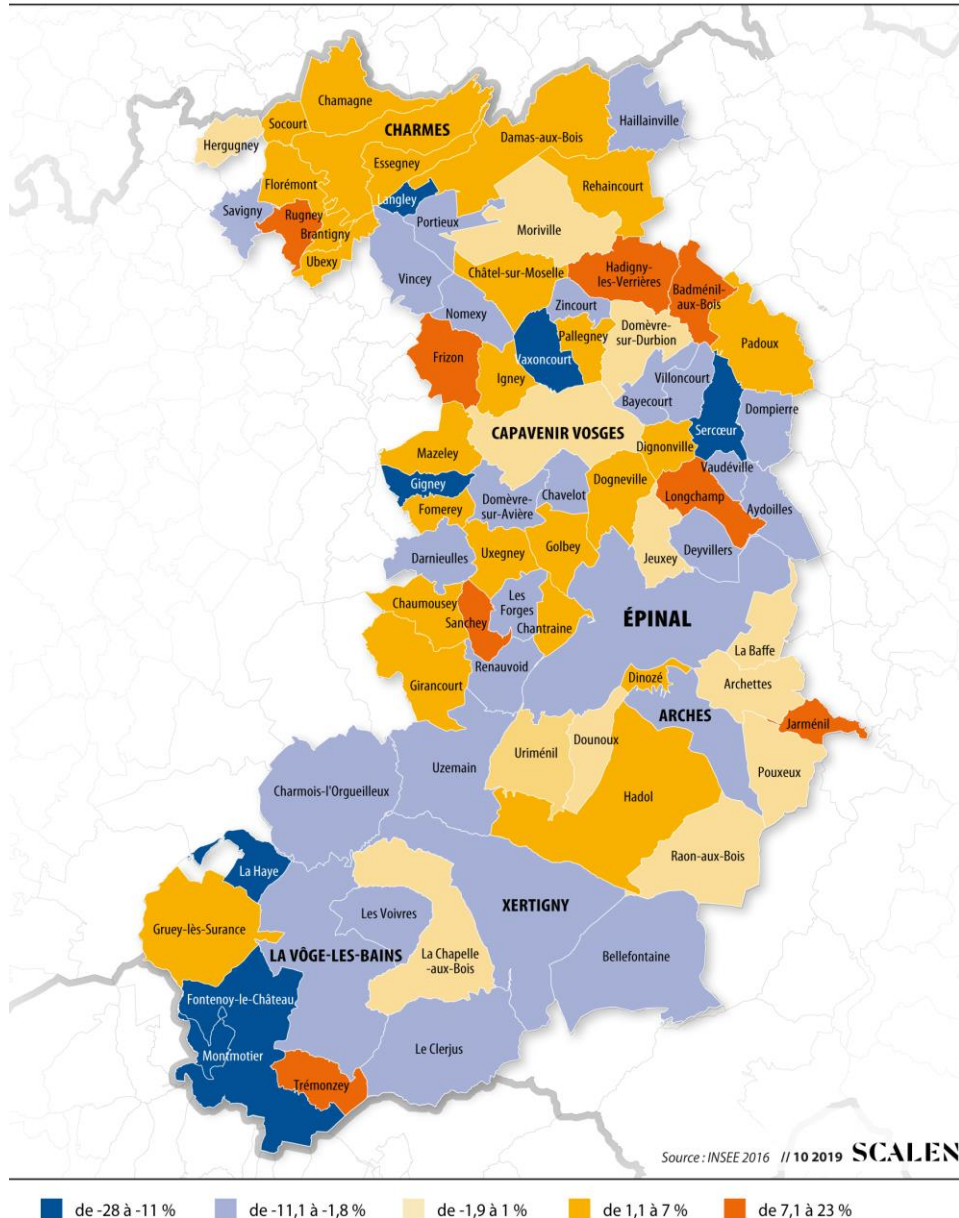 Chamagne
Haillainville
Socourt
CHARMES
Damas-aux-Bois
Hergugney
Essegney
Rehaincourt
Florémont
Langley
Savigny
Rugney
Portieux
Brantigny
Moriville
Ubexy
Châtel-sur-Moselle
Hadigny
-les-Verrières
Vincey
Badménil
-aux-Bois
Zincourt
Nomexy
Domèvre
-sur-Durbion
Pallegney
Padoux
Frizon
Vaxoncourt
Igney
Villoncourt
Bayecourt
Dompierre
CAPAVENIR VOSGES
Sercœur
Dignonville
Mazeley
Vaudéville
Gigney
Dogneville
Longchamp
Domèvre
-sur-Avière
Chavelot
Aydoilles
Fomerey
Golbey
Jeuxey
Deyvillers
Darnieulles
Uxegney
Les
Forges
Chaumousey
Sanchey
Chantraine
ÉPINAL
La Baffe
Renauvoid
Girancourt
Dinozé
Archettes
ARCHES
Jarménil
Uriménil
Dounoux
Uzemain
Pouxeux
Charmois-l'Orgueilleux
Hadol
Raon-aux-Bois
La Haye
XERTIGNY
Les Voivres
Gruey-lès-Surance
LA VÔGE-LES-BAINS
La Chapelle
-aux-Bois
Bellefontaine
Fontenoy-le-Château
Le Clerjus
Montmotier
Trémonzey
Source : INSEE 2016 // 10 2019 SCALEN
de -28 à -11 %
de -11,1 à -1,8 %
de -1,9 à 1 %
de 1,1 à 7 %
de 7,1 à 23 %